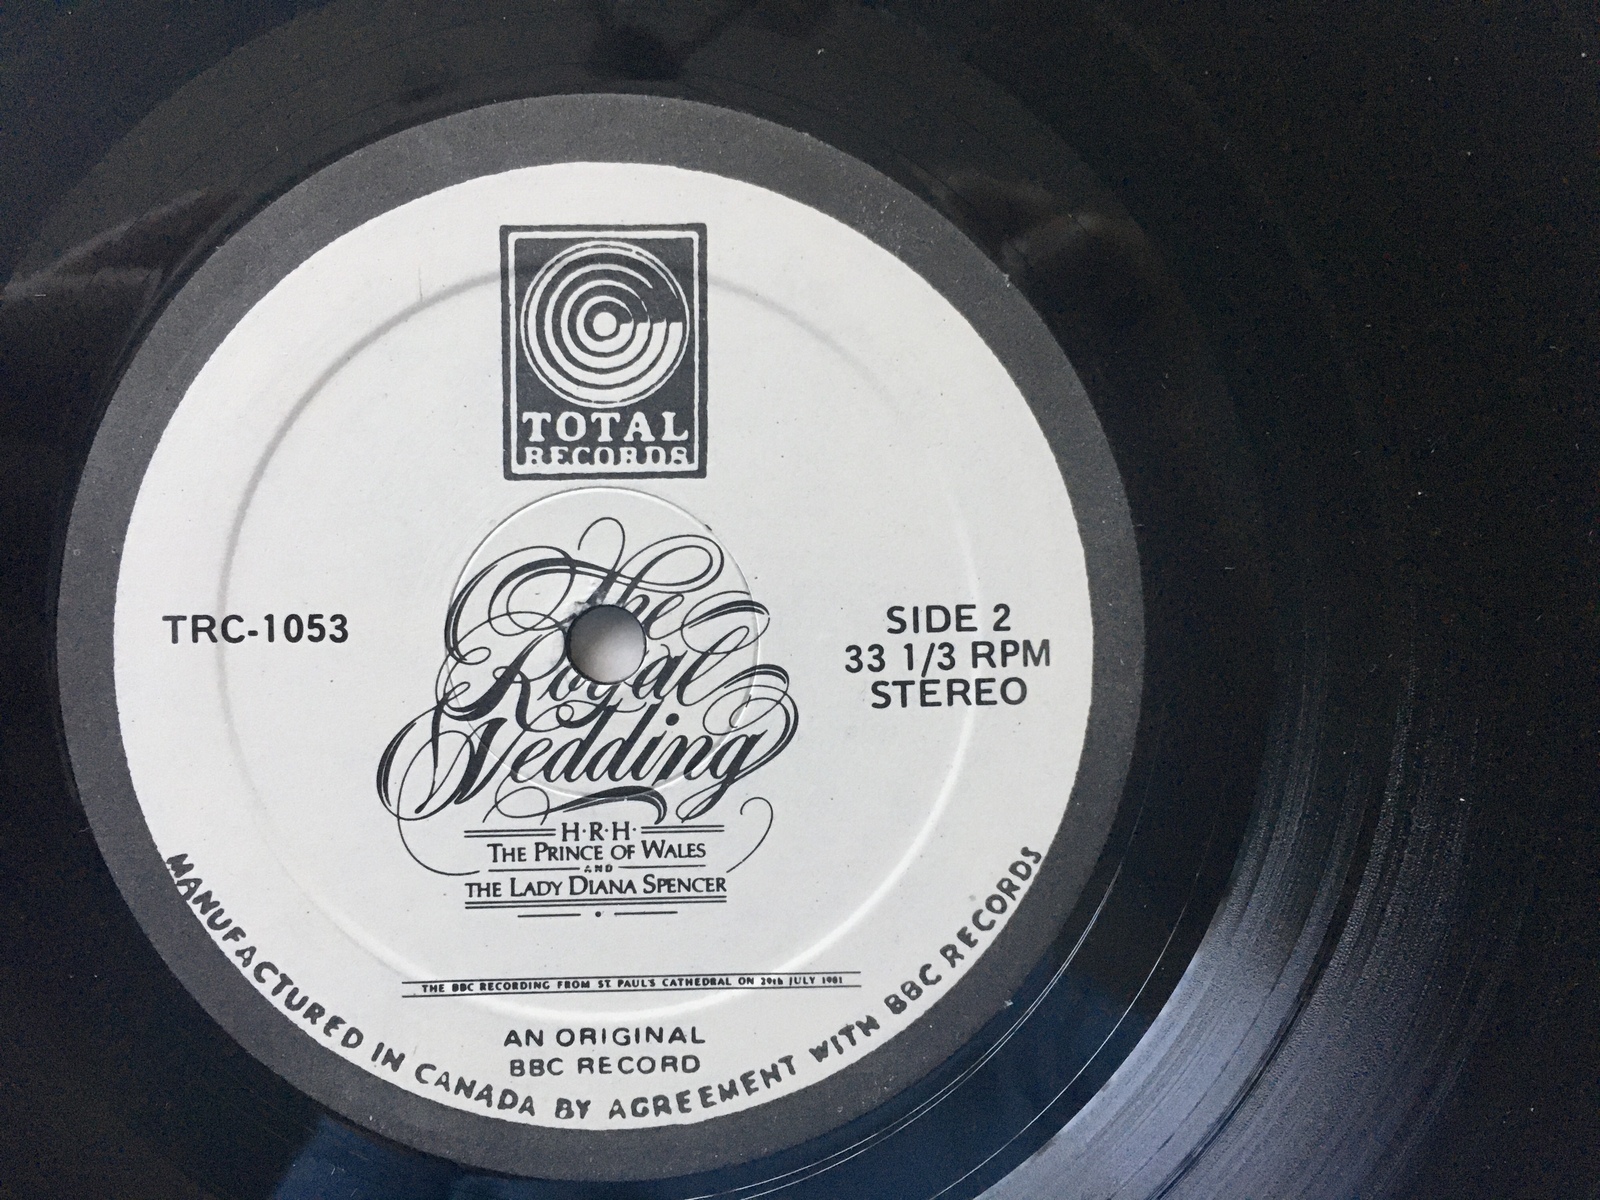 TOTAL
RECORDS
The
Royal
Wedding
TRC-1053
SIDE 2
33 1/3 RPM
STEREO
H·R·H·
THE PRINCE OF WALES
AND
THE LADY DIANA SPENCER
THE BBC RECORDING FROM ST. PAUL'S CATHEDRAL ON 29th JULY 1981
AN ORIGINAL
BBC RECORD
MANUFACTURED IN CANADA BY AGREEMENT WITH BBC RECORDS